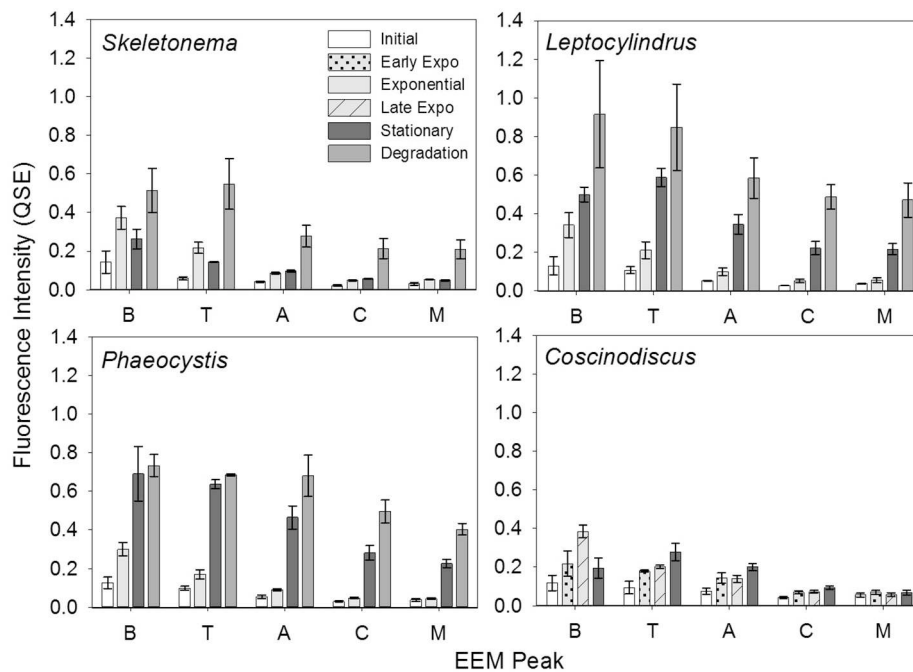 Fluorescence Intensity (QSE)
1.4
1.2
1.0
0.8
0.6
0.4
0.2
0.0
Skeletonema
Initial
Early Expo
Exponential
Late Expo
Stationary
Degradation
B T A C M
1.4
1.2
1.0
0.8
0.6
0.4
0.2
0.0
Leptocylindrus
B T A C M
1.4
1.2
1.0
0.8
0.6
0.4
0.2
0.0
Phaeocystis
B T A C M
1.4
1.2
1.0
0.8
0.6
0.4
0.2
0.0
Coscinodiscus
B T A C M
EEM Peak